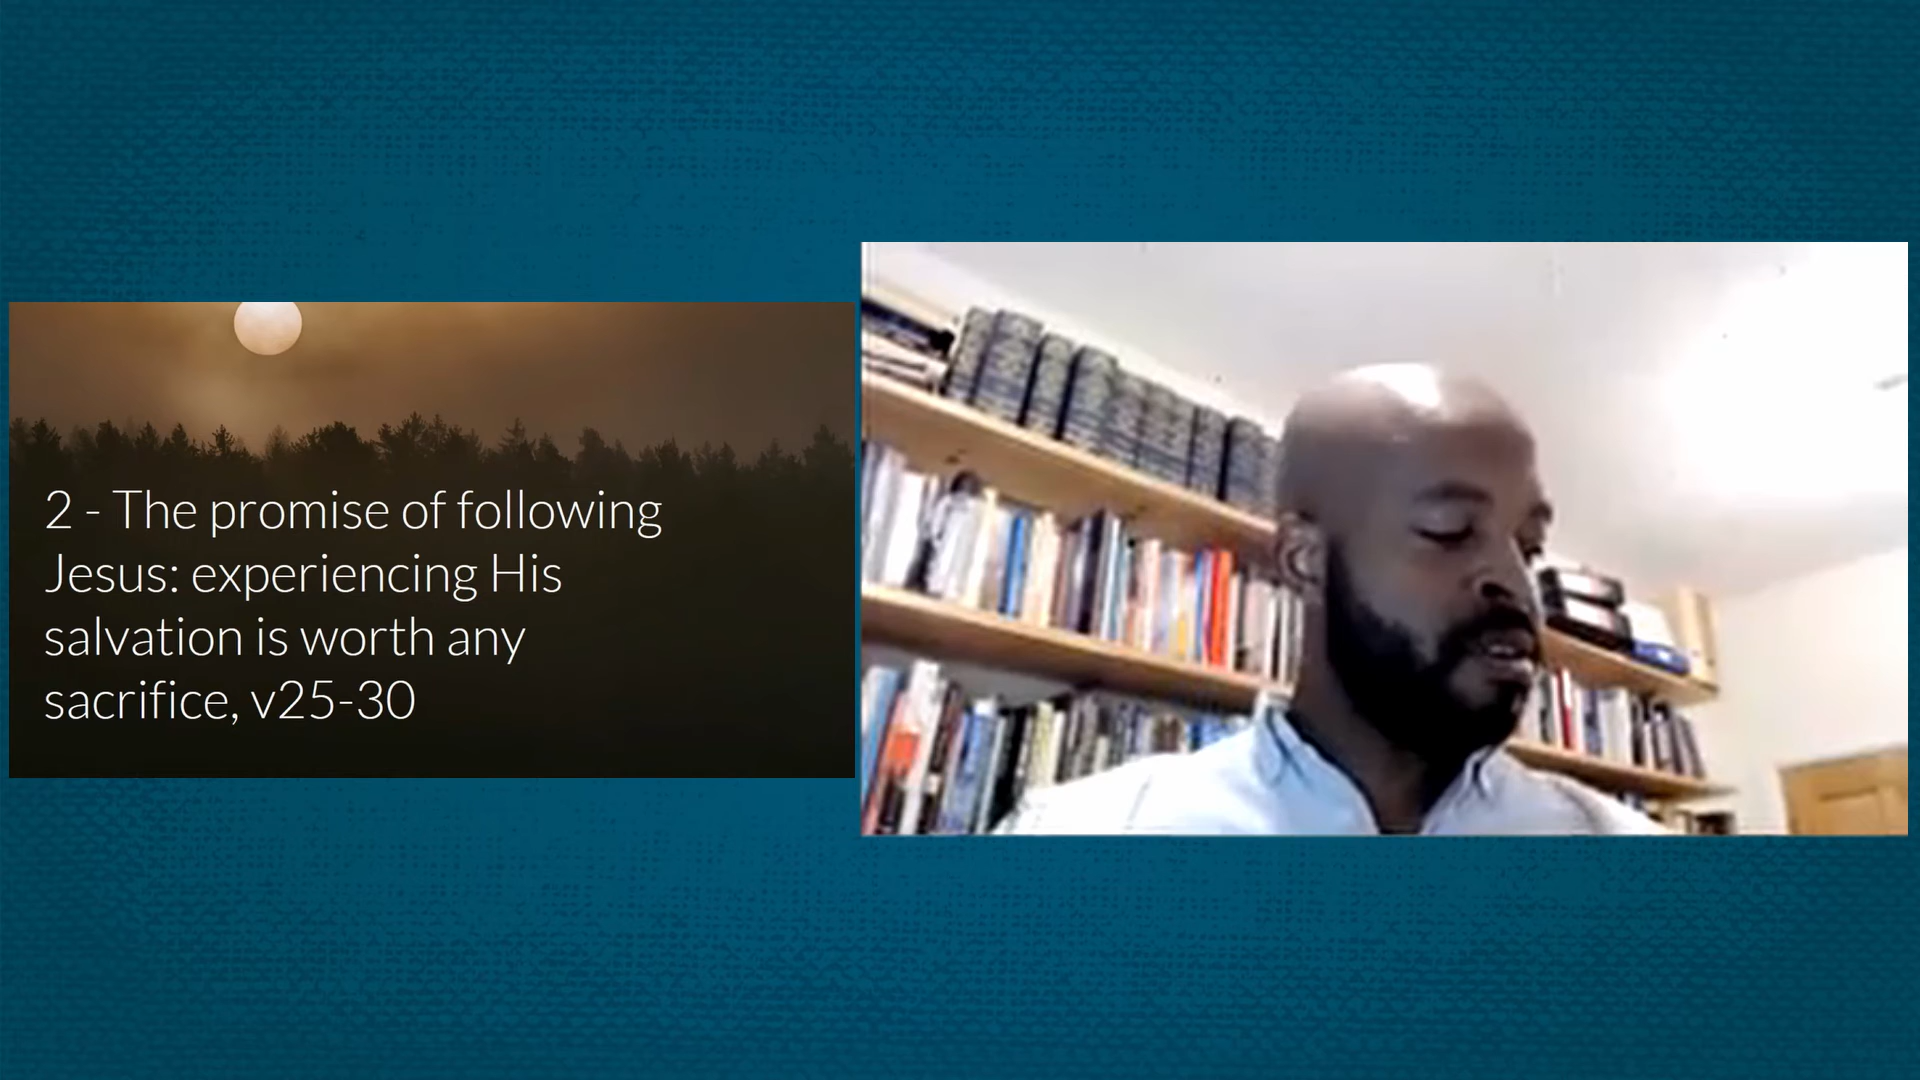 2 - The promise of following
Jesus: experiencing His
salvation is worth any
sacrifice, v25-30